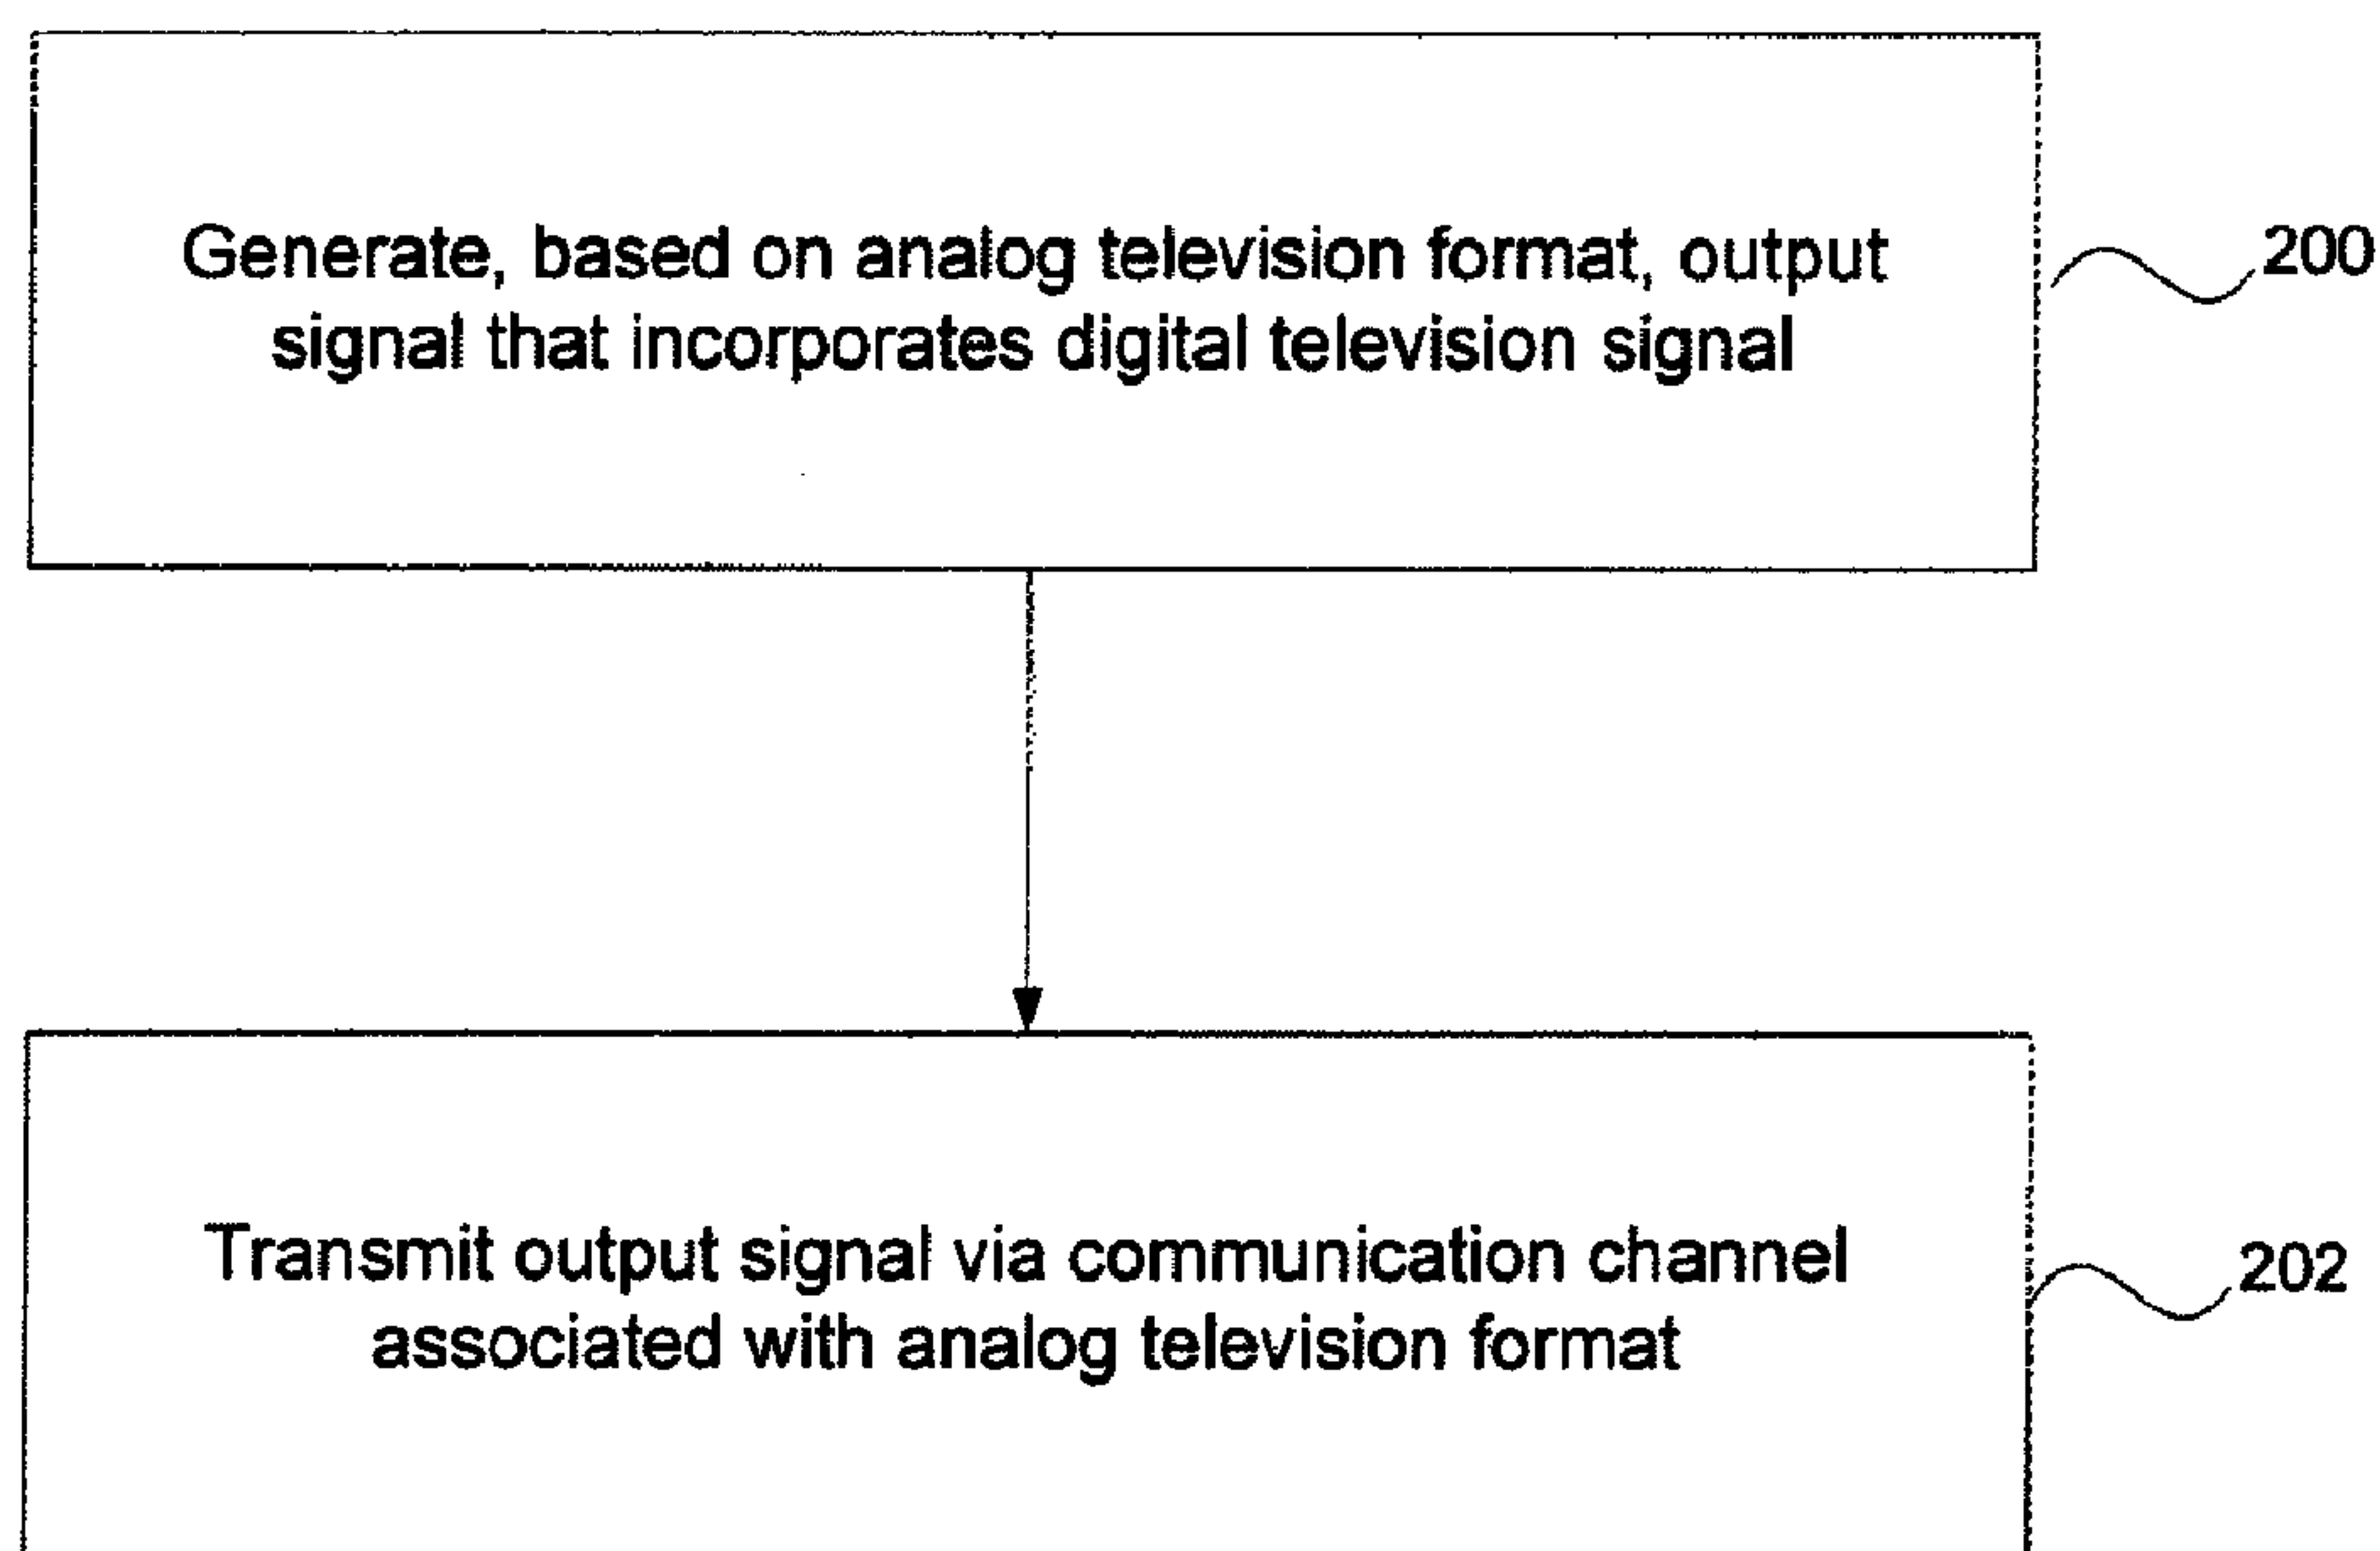 Generate, based on analog television format, output
signal that incorporates digital television signal
200
Transmit output signal via communication channel
associated with analog television format
202